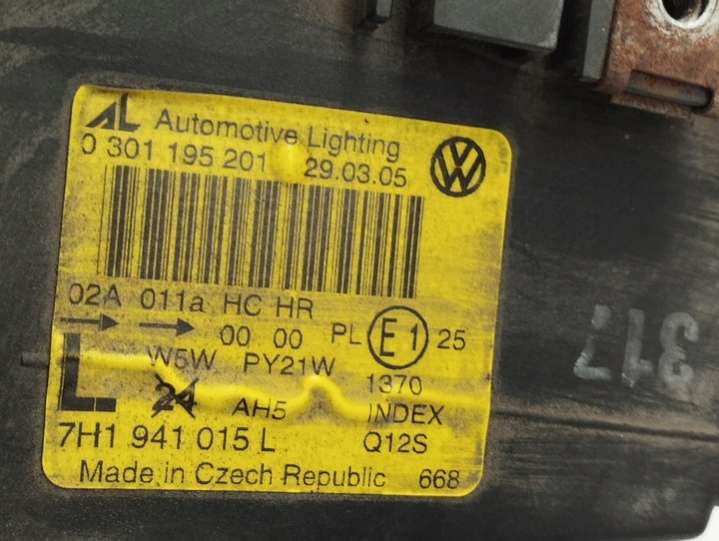 AL Automotive Lighting
0 301 195 201 29.03.05
02A 011a HC HR
00 00 PL E1 25
W5W PY21W 1370
L 24 AH5 INDEX
7H1 941 015 L Q12S
Made in Czech Republic 668
317